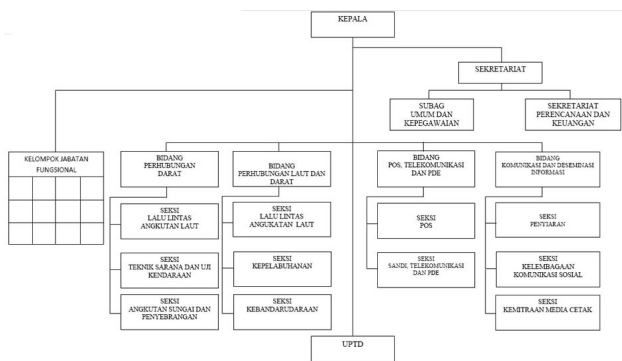 KEPALA
SEKRETARIAT
SUBAG
UMUM DAN
KEPEGAWAIAN
SEKRETARIAT
PERENCANAAN DAN
KEUANGAN
KELOMPOK JABATAN
FUNGSIONAL
BIDANG
PERHUBUNGAN
DARAT
BIDANG
PERHUBUNGAN LAUT DAN
DARAT
BIDANG
POS, TELEKOMUNIKASI
DAN PDE
BIDANG
KOMUNIKASI DAN DESEMINASI
INFORMASI
SEKSI
LALU LINTAS
ANGKUTAN LAUT
SEKSI
LALU LINTAS
ANGUKATAN LAUT
SEKSI
POS
SEKSI
PENYIARAN
SEKSI
TEKNIK SARANA DAN UJI
KENDARAAN
SEKSI
KEPELABUHANAN
SEKSI
SANDI, TELEKOMUNIKASI
DAN PDE
SEKSI
KELEMBAGAAN
KOMUNIKASI SOSIAL
SEKSI
ANGKUTAN SUNGAI DAN
PENYEBRANGAN
SEKSI
KEBANDARUDARAAN
SEKSI
KEMITRAAN MEDIA CETAK
UPTD